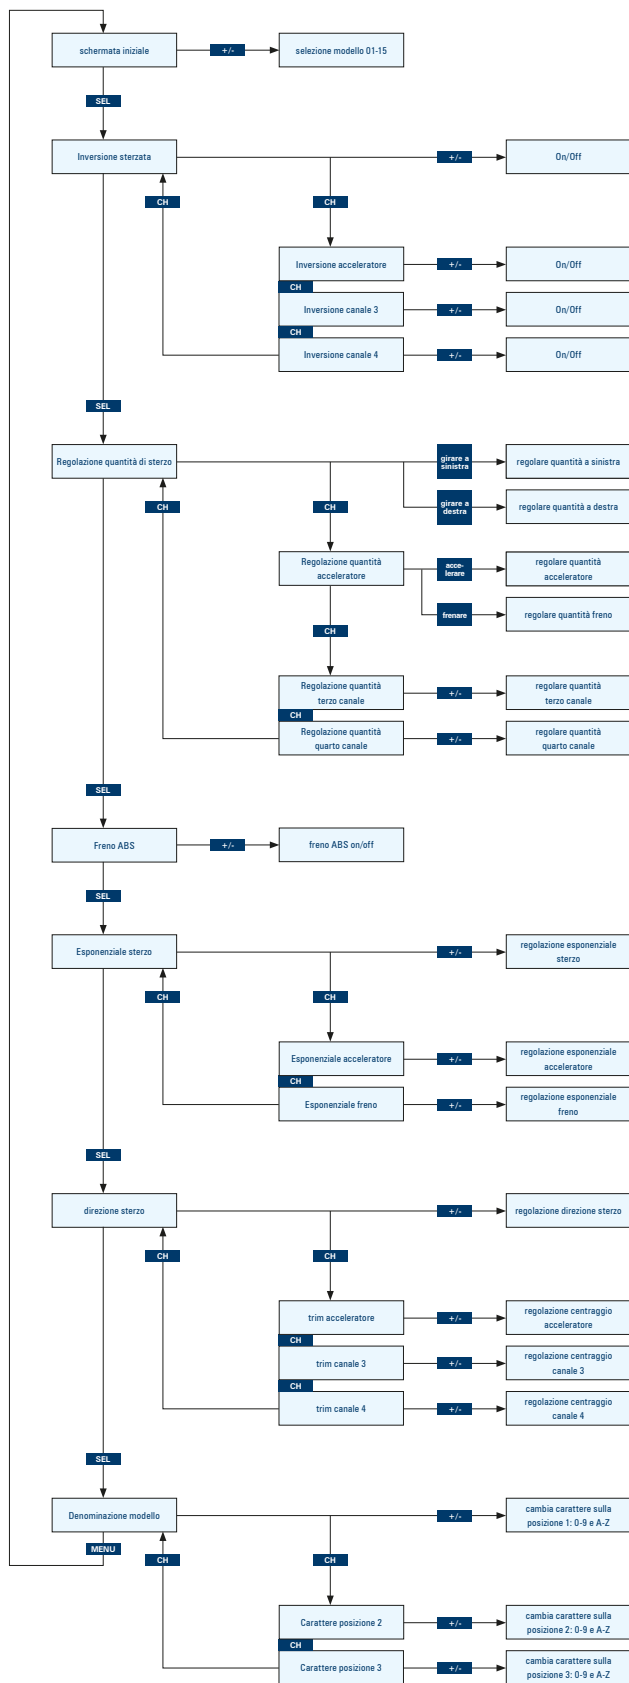 schermata iniziale
+/-
selezione modello 01-15
SEL
Inversione sterzata
+/-
On/Off
CH
CH
Inversione acceleratore
+/-
On/Off
CH
Inversione canale 3
+/-
On/Off
CH
Inversione canale 4
+/-
On/Off
SEL
Regolazione quantità di sterzo
girare a
sinistra
regolare quantità a sinistra
CH
CH
girare a
destra
regolare quantità a destra
Regolazione quantità
acceleratore
acce-
lerare
regolare quantità
acceleratore
frenare
regolare quantità freno
CH
Regolazione quantità
terzo canale
+/-
regolare quantità
terzo canale
CH
Regolazione quantità
quarto canale
+/-
regolare quantità
quarto canale
SEL
Freno ABS
+/-
freno ABS on/off
SEL
Esponenziale sterzo
+/-
regolazione esponenziale
sterzo
CH
CH
Esponenziale acceleratore
+/-
regolazione esponenziale
acceleratore
CH
Esponenziale freno
+/-
regolazione esponenziale
freno
SEL
direzione sterzo
+/-
regolazione direzione sterzo
CH
CH
trim acceleratore
+/-
regolazione centraggio
acceleratore
CH
trim canale 3
+/-
regolazione centraggio
canale 3
CH
trim canale 4
+/-
regolazione centraggio
canale 4
SEL
Denominazione modello
+/-
cambia carattere sulla
posizione 1: 0-9 e A-Z
MENU
CH
CH
Carattere posizione 2
+/-
cambia carattere sulla
posizione 2: 0-9 e A-Z
CH
Carattere posizione 3
+/-
cambia carattere sulla
posizione 3: 0-9 e A-Z